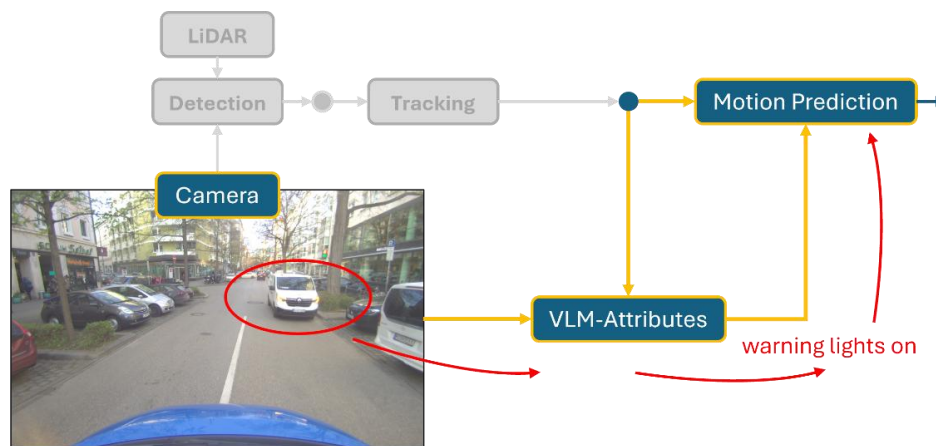 LiDAR
Detection
Tracking
Motion Prediction
Camera
VLM-Attributes
warning lights on